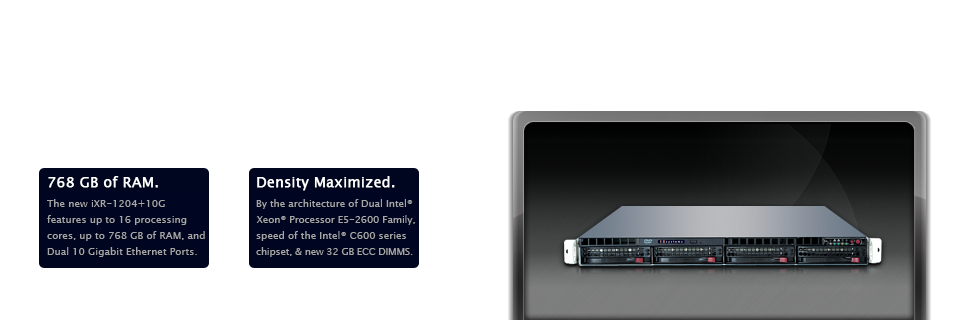 768 GB of RAM.
The new iXR-1204+10G
features up to 16 processing
cores, up to 768 GB of RAM, and
Dual 10 Gigabit Ethernet Ports.
Density Maximized.
By the architecture of Dual Intel®
Xeon® Processor E5-2600 Family,
speed of the Intel® C600 series
chipset, & new 32 GB ECC DIMMS.